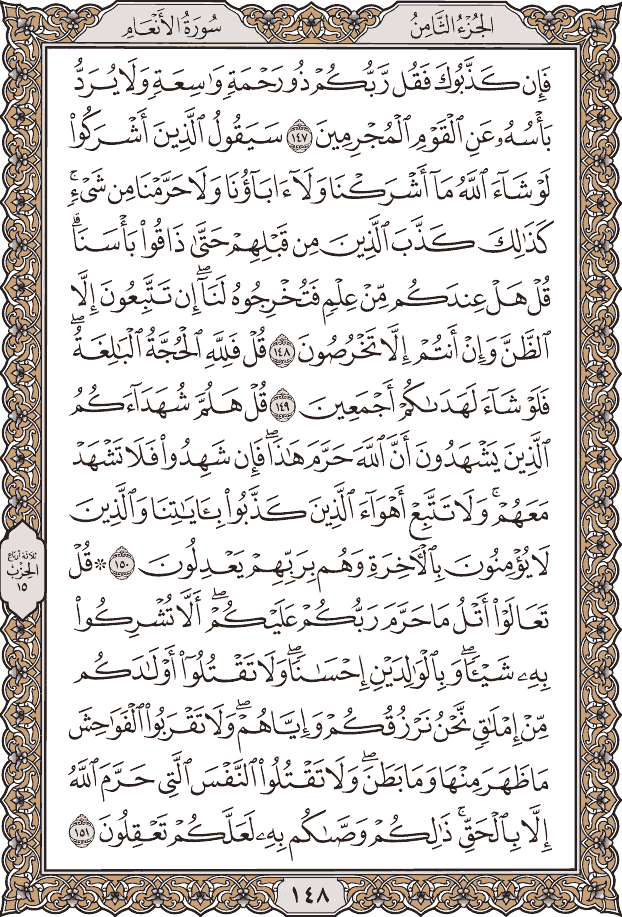 الجُزْءُ الثَّامِنُ
سُورَةُ الأَنْعَامِ
فَإِن كَذَّبُوكَ فَقُل رَّبُّكُمْ ذُو رَحْمَةٍ وَٰسِعَةٍ وَلَا يُرَدُّ
بَأْسُهُۥ عَنِ ٱلْقَوْمِ ٱلْمُجْرِمِينَ ١٤٧ سَيَقُولُ ٱلَّذِينَ أَشْرَكُوا۟
لَوْ شَآءَ ٱللَّهُ مَآ أَشْرَكْنَا وَلَآ ءَابَآؤُنَا وَلَا حَرَّمْنَا مِن شَىْءٍۚ
كَذَٰلِكَ كَذَّبَ ٱلَّذِينَ مِن قَبْلِهِمْ حَتَّىٰ ذَاقُوا۟ بَأْسَنَاۗ
قُلْ هَلْ عِندَكُم مِّنْ عِلْمٍ فَتُخْرِجُوهُ لَنَآۖ إِن تَتَّبِعُونَ إِلَّا
ٱلظَّنَّ وَإِنْ أَنتُمْ إِلَّا تَخْرُصُونَ ١٤٨ قُلْ فَلِلَّهِ ٱلْحُجَّةُ ٱلْبَٰلِغَةُۖ
فَلَوْ شَآءَ لَهَدَىٰكُمْ أَجْمَعِينَ ١٤٩ قُلْ هَلُمَّ شُهَدَآءَكُمُ
ٱلَّذِينَ يَشْهَدُونَ أَنَّ ٱللَّهَ حَرَّمَ هَٰذَاۖ فَإِن شَهِدُوا۟ فَلَا تَشْهَدْ
مَعَهُمْۚ وَلَا تَتَّبِعْ أَهْوَآءَ ٱلَّذِينَ كَذَّبُوا۟ بِـَٔايَٰتِنَا وَٱلَّذِينَ
لَا يُؤْمِنُونَ بِٱلْـَٔاخِرَةِ وَهُم بِرَبِّهِمْ يَعْدِلُونَ ١٥٠ ۞ قُلْ
تَعَالَوْا۟ أَتْلُ مَا حَرَّمَ رَبُّكُمْ عَلَيْكُمْۖ أَلَّا تُشْرِكُوا۟
بِهِۦ شَيْـًٔاۖ وَبِٱلْوَٰلِدَيْنِ إِحْسَٰنًاۖ وَلَا تَقْتُلُوٓا۟ أَوْلَٰدَكُم
مِّنْ إِمْلَٰقٍۖ نَّحْنُ نَرْزُقُكُمْ وَإِيَّاهُمْۖ وَلَا تَقْرَبُوا۟ ٱلْفَوَٰحِشَ
مَا ظَهَرَ مِنْهَا وَمَا بَطَنَۖ وَلَا تَقْتُلُوا۟ ٱلنَّفْسَ ٱلَّتِى حَرَّمَ ٱللَّهُ
إِلَّا بِٱلْحَقِّۚ ذَٰلِكُمْ وَصَّىٰكُم بِهِۦ لَعَلَّكُمْ تَعْقِلُونَ ١٥١
ثلاثة أرباع
الحزب
١٥
١٤٨